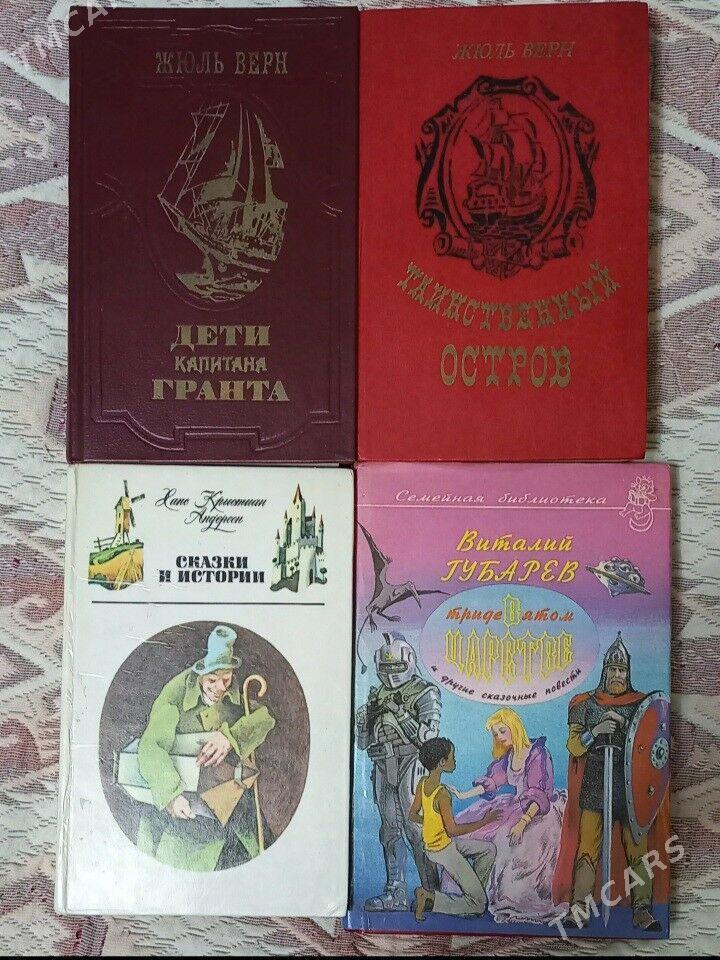 TMCARS
ЖЮЛЬ ВЕРН
ДЕТИ
КАПИТАНА
ГРАНТА
ЖЮЛЬ ВЕРН
ТАИНСТВЕННЫЙ
ОСТРОВ
Ханс Кристиан
Андерсен
СКАЗКИ
И ИСТОРИИ
Семейная библиотека
Виталий
ГУБАРЕВ
В
тридевятом
ЦАРСТВЕ
и другие сказочные повести
TMCARS